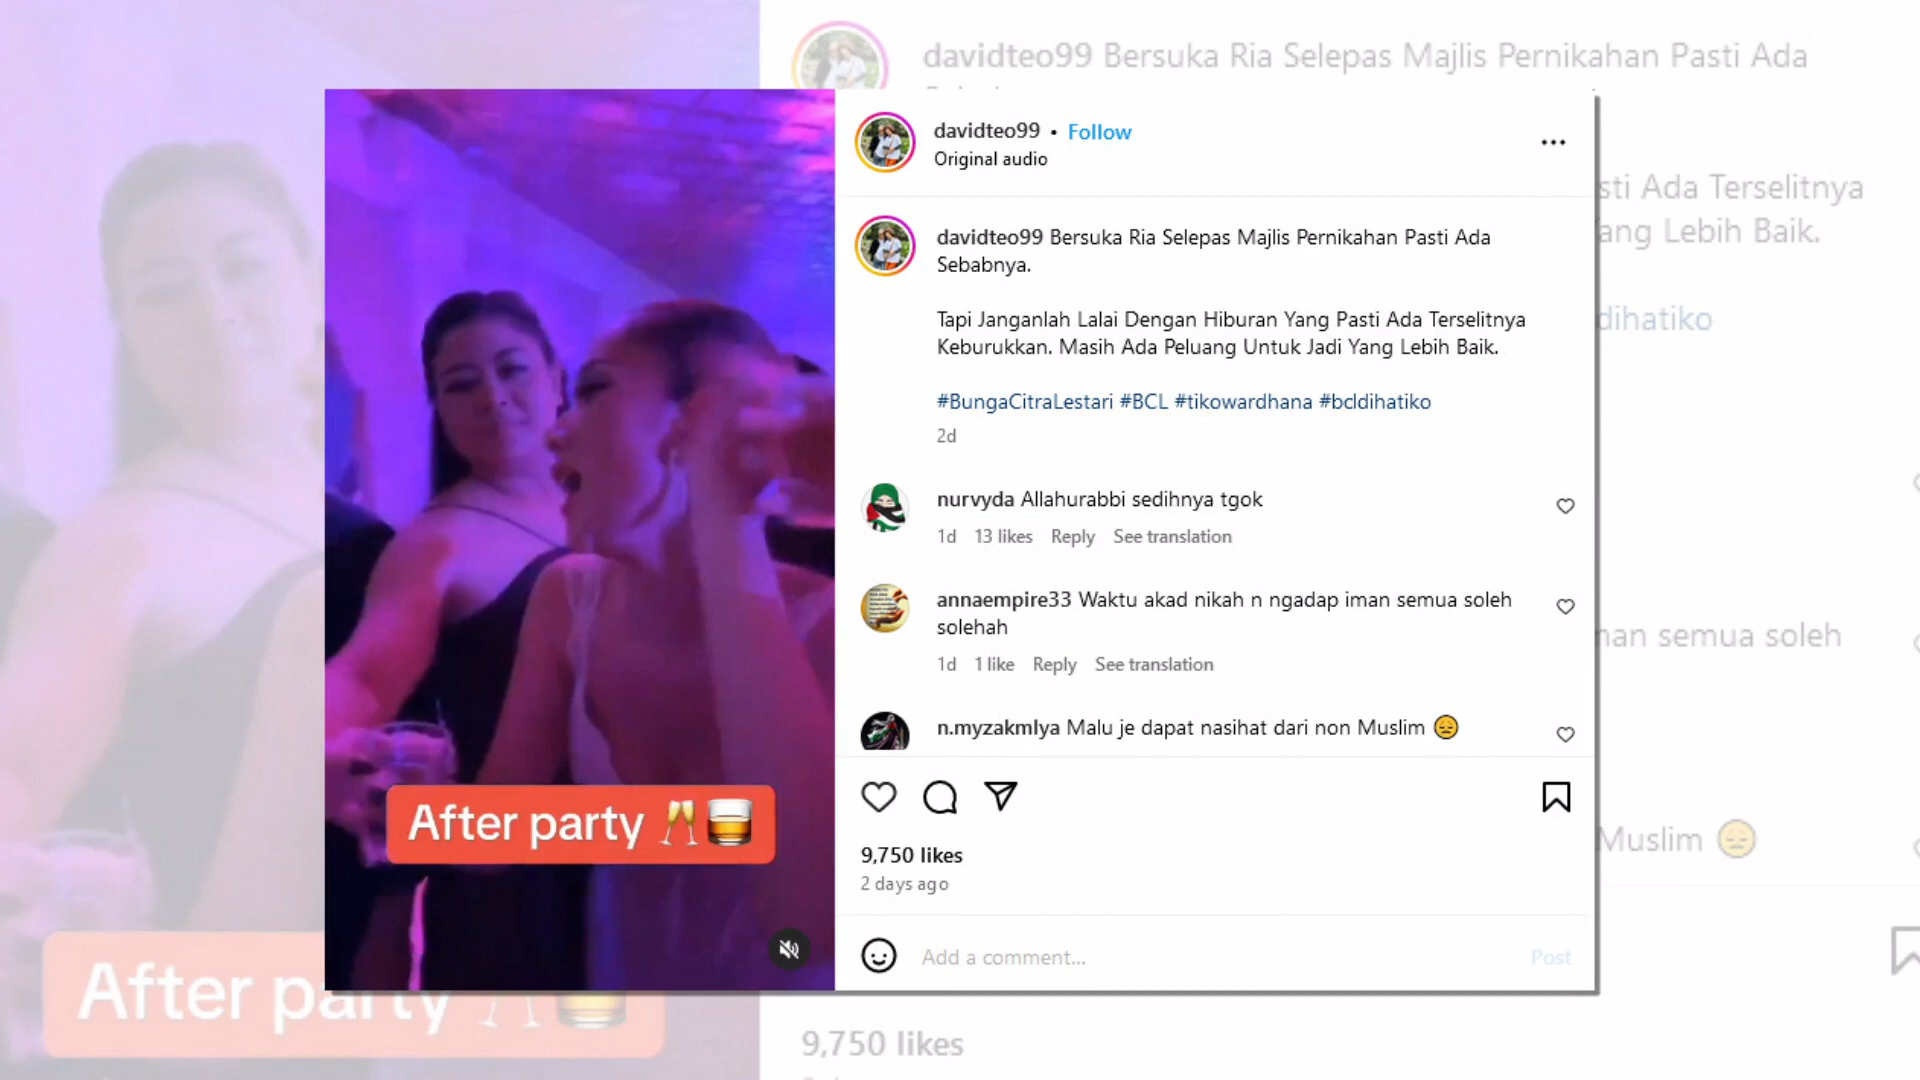 davidteo99 Bersuka Ria Selepas Majlis Pernikahan Pasti Ada
davidteo99 • Follow
Original audio
davidteo99 Bersuka Ria Selepas Majlis Pernikahan Pasti Ada
Sebabnya.
Tapi Janganlah Lalai Dengan Hiburan Yang Pasti Ada Terselitnya
Keburukkan. Masih Ada Peluang Untuk Jadi Yang Lebih Baik.
#BungaCitraLestari #BCL #tikowardhana #bcldihatiko
2d
nurvyda Allahurabbi sedihnya tgok
1d 13 likes Reply See translation
annaempire33 Waktu akad nikah n ngadap iman semua soleh
solehah
1d 1 like Reply See translation
n.myzakmlya Malu je dapat nasihat dari non Muslim 😔
After party 🥂🥃
9,750 likes
2 days ago
Add a comment...
Post
sti Ada Terselitnya
ang Lebih Baik.
dihatiko
man semua soleh
Muslim 😔
After party
9,750 likes